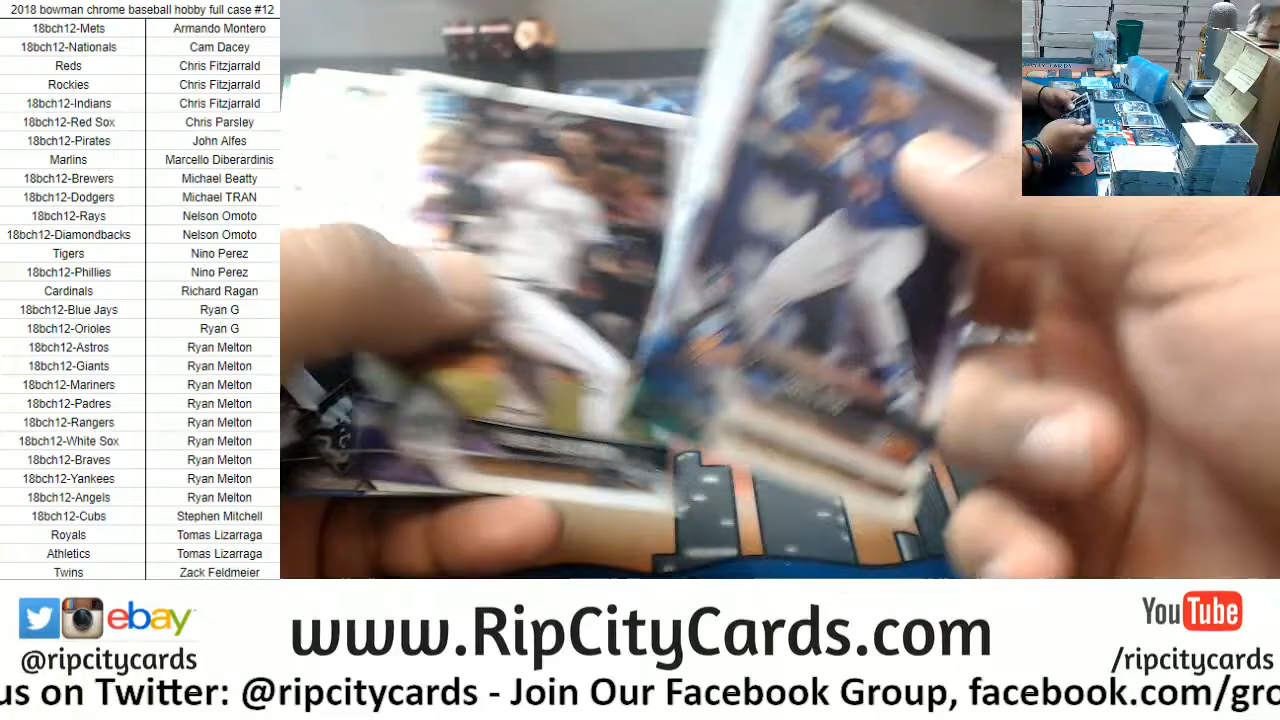 2018 bowman chrome baseball hobby full case #12
18bch12-Mets Armando Montero
18bch12-Nationals Cam Dacey
Reds Chris Fitzjarrald
Rockies Chris Fitzjarrald
18bch12-Indians Chris Fitzjarrald
18bch12-Red Sox Chris Parsley
18bch12-Pirates John Alfes
Marlins Marcello Diberardinis
18bch12-Brewers Michael Beatty
18bch12-Dodgers Michael TRAN
18bch12-Rays Nelson Omoto
18bch12-Diamondbacks Nelson Omoto
Tigers Nino Perez
18bch12-Phillies Nino Perez
Cardinals Richard Ragan
18bch12-Blue Jays Ryan G
18bch12-Orioles Ryan G
18bch12-Astros Ryan Melton
18bch12-Giants Ryan Melton
18bch12-Mariners Ryan Melton
18bch12-Padres Ryan Melton
18bch12-Rangers Ryan Melton
18bch12-White Sox Ryan Melton
18bch12-Braves Ryan Melton
18bch12-Yankees Ryan Melton
18bch12-Angels Ryan Melton
18bch12-Cubs Stephen Mitchell
Royals Tomas Lizarraga
Athletics Tomas Lizarraga
Twins Zack Feldmeier
ebay
@ripcitycards
www.RipCityCards.com
YouTube
/ripcitycards
us on Twitter: @ripcitycards - Join Our Facebook Group, facebook.com/gro